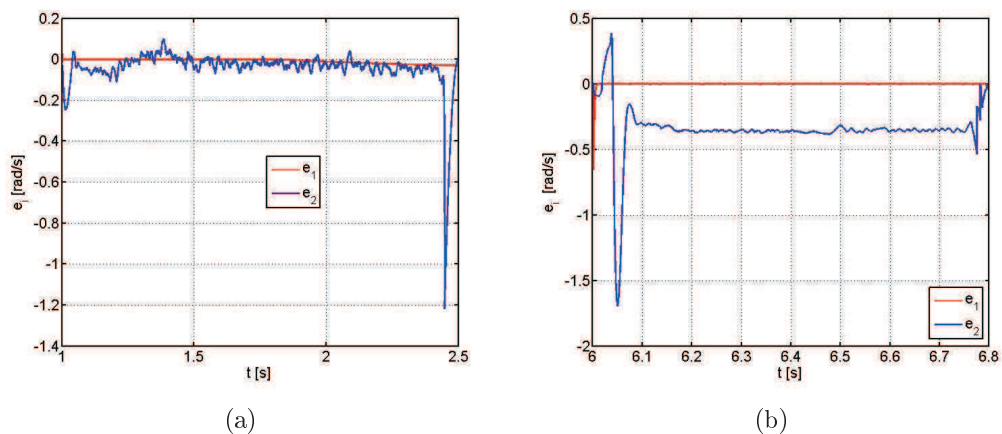 0.2
0
-0.2
-0.4
-0.6
-0.8
-1
-1.2
-1.4
1
1.5
2
2.5
e_i [rad/s]
t [s]
e_1
e_2
(a)
0.5
0
-0.5
-1
-1.5
-2
6
6.1
6.2
6.3
6.4
6.5
6.6
6.7
6.8
e_i [rad/s]
t [s]
e_1
e_2
(b)